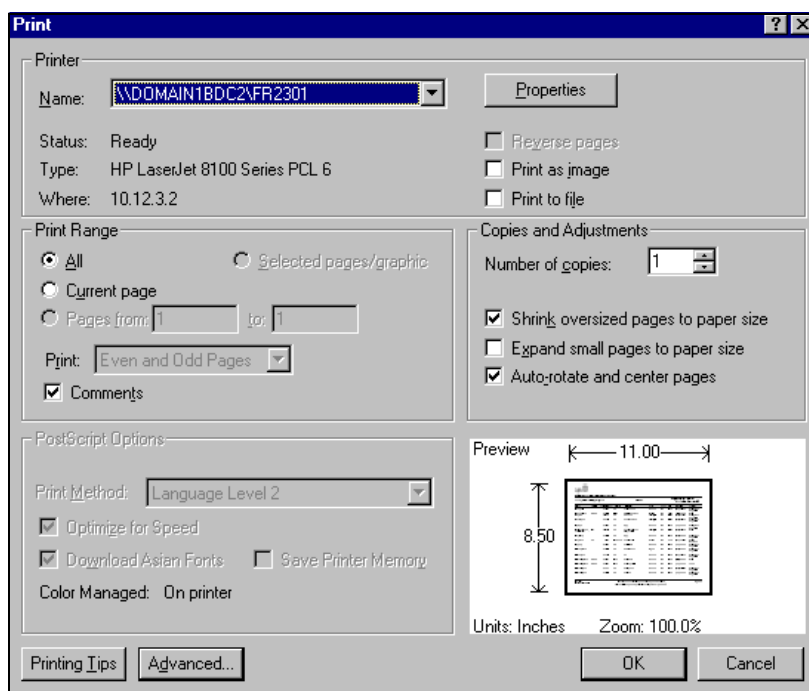 Print
Printer
Name: \\DOMAIN1BDC2\FR2301
Properties
Status: Ready
Reverse pages
Type: HP LaserJet 8100 Series PCL 6
Print as image
Where: 10.12.3.2
Print to file
Print Range
All
Selected pages/graphic
Current page
Pages from: 1 to: 1
Print: Even and Odd Pages
Comments
Copies and Adjustments
Number of copies: 1
Shrink oversized pages to paper size
Expand small pages to paper size
Auto-rotate and center pages
PostScript Options
Print Method: Language Level 2
Optimize for Speed
Download Asian Fonts
Save Printer Memory
Color Managed: On printer
Preview
11.00
8.50
Units: Inches Zoom: 100.0%
Printing Tips
Advanced...
OK
Cancel